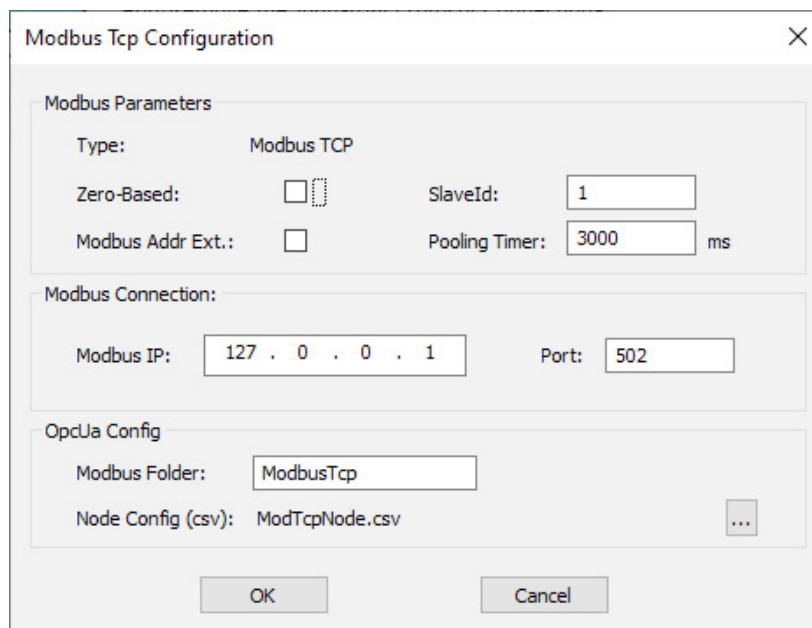 Modbus Tcp Configuration
Modbus Parameters
Type: Modbus TCP
Zero-Based: SlaveId: 1
Modbus Addr Ext.: Pooling Timer: 3000 ms
Modbus Connection:
Modbus IP: 127 . 0 . 0 . 1 Port: 502
OpcUa Config
Modbus Folder: ModbusTcp
Node Config (csv): ModTcpNode.csv ...
OK Cancel